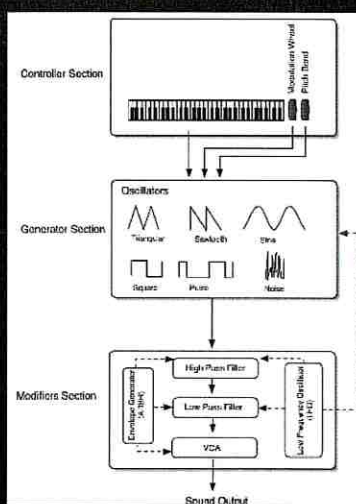 Controller Section
Modulation Wheel
Pitch Bend
Oscillators
Generator Section
Triangular
Sawtooth
Sine
Square
Pulse
Noise
High Pass Filter
Modifiers Section
Envelope Generator
Low Pass Filter
Low Frequency Oscillator
(LFO)
VCA
Sound Output